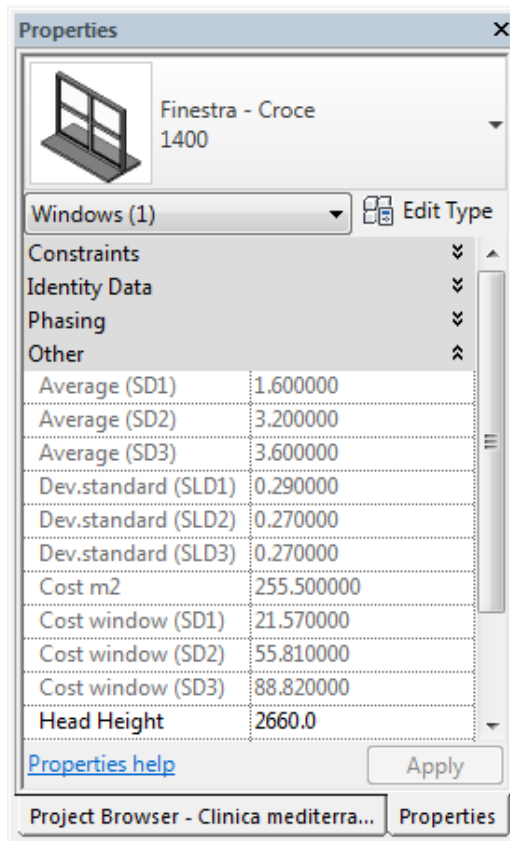 Properties
Finestra - Croce
1400
Windows (1) Edit Type
Constraints
Identity Data
Phasing
Other
Average (SD1) 1.600000
Average (SD2) 3.200000
Average (SD3) 3.600000
Dev.standard (SLD1) 0.290000
Dev.standard (SLD2) 0.270000
Dev.standard (SLD3) 0.270000
Cost m2 255.500000
Cost window (SD1) 21.570000
Cost window (SD2) 55.810000
Cost window (SD3) 88.820000
Head Height 2660.0
Properties help Apply
Project Browser - Clinica mediterra... Properties